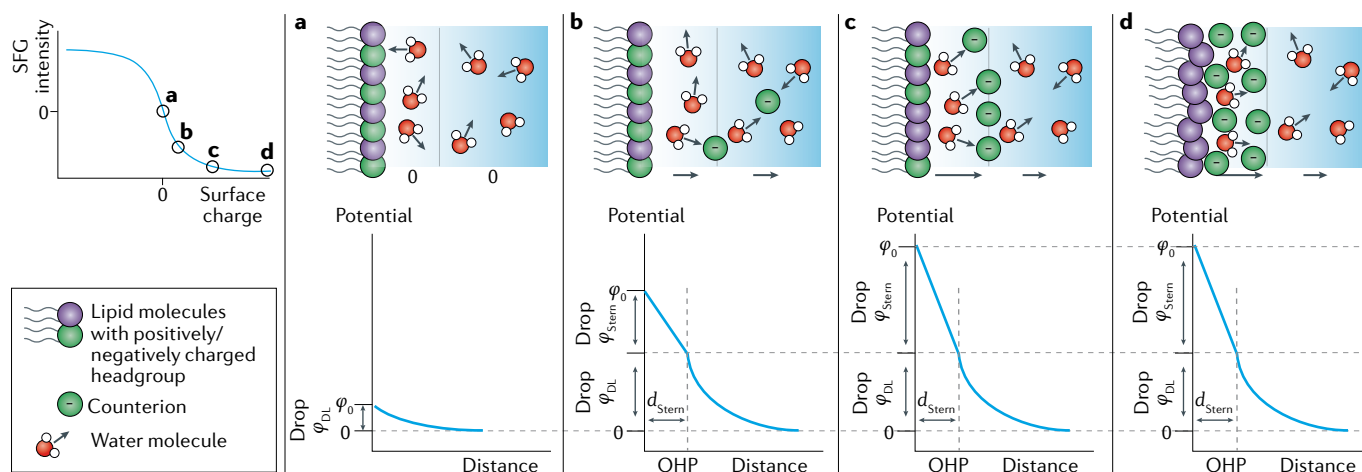 SFG
intensity
0
a
b
c
d
0
Surface
charge
Lipid molecules
with positively/
negatively charged
headgroup
Counterion
Water molecule
a
0 0
Potential
Drop
φDL
φ0
0
Distance
b
Potential
φ0
Drop
φStern
Drop
φDL
dStern
0
OHP Distance
c
Potential
φ0
Drop
φStern
Drop
φDL
dStern
0
OHP Distance
d
Potential
φ0
Drop
φStern
Drop
φDL
dStern
0
OHP Distance